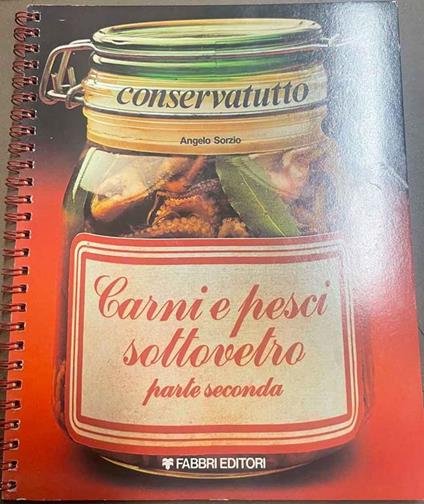 conservatutto
Angelo Sorzio
Carni e pesci
sottovetro
parte seconda
FABBRI EDITORI